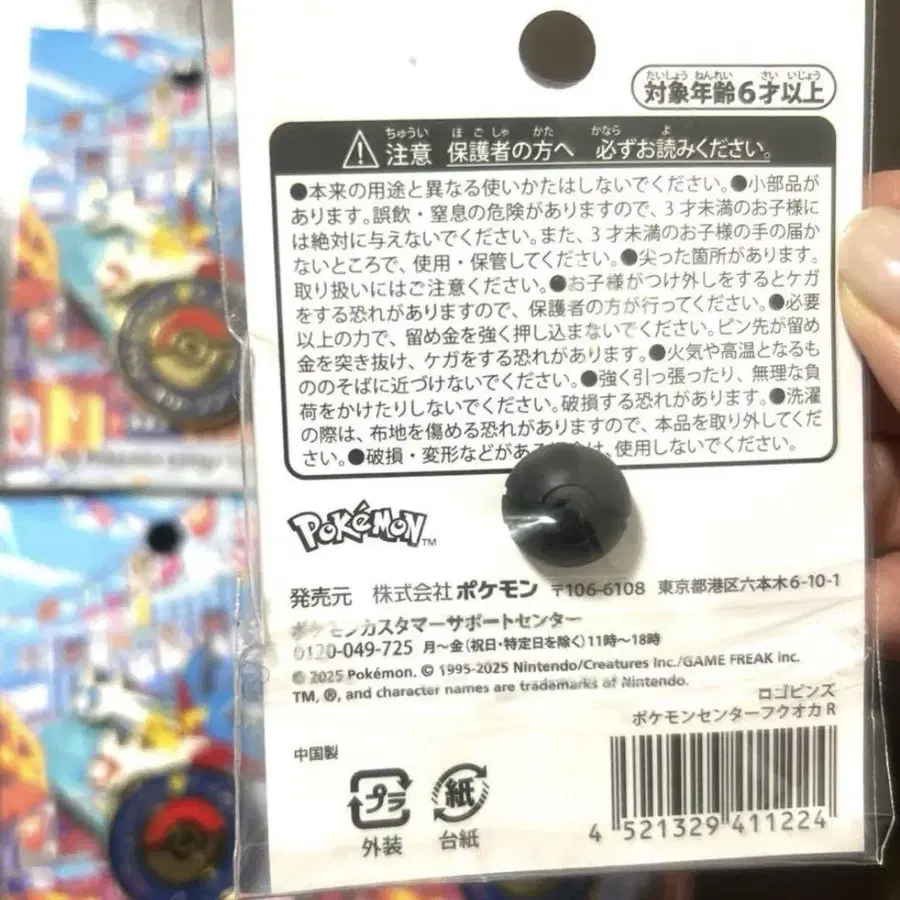 対象年齢6才以上
たいしょう ねんれい さい いじょう
注意 保護者の方へ 必ずお読みください。
ちゅうい ほごしゃ かた かなら よ
●本来の用途と異なる使いかたはしないでください。●小部品が
あります。誤飲・窒息の危険がありますので、3才未満のお子様に
は絶対に与えないでください。また、3才未満のお子様の手の届か
ないところで、使用・保管してください。●尖った箇所があります。
取り扱いにはご注意ください。●お子様がつけ外しをするとケガ
をする恐れがありますので、保護者の方が行ってください。●必要
以上の力で、留め金を強く押し込まないでください。ピン先が留め
金を突き抜け、ケガをする恐れがあります。●火気や高温となるも
ののそばに近づけないでください。●強く引っ張ったり、無理な負
荷をかけたりしないでください。破損する恐れがあります。●洗濯
の際は、布地を傷める恐れがありますので、本品を取り外してくだ
さい。●破損・変形などがある は、使用しないでください。
POKéMON TM
発売元 株式会社ポケモン 〒106-6108 東京都港区六本木6-10-1
ポケモンカスタマーサポートセンター
0120-049-725 月～金(祝日・特定日を除く)11時～18時
© 2025 Pokémon. © 1995-2025 Nintendo/Creatures Inc./GAME FREAK inc.
TM, ®, and character names are trademarks of Nintendo.
ロゴピンズ
ポケモンセンターフクオカ R
中国製
プラ
外装
紙
台紙
4 521329 411224